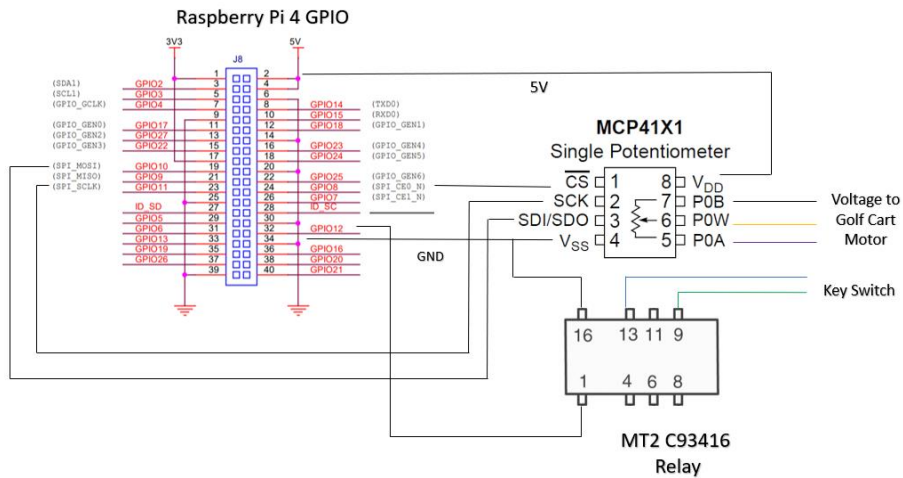 Raspberry Pi 4 GPIO
3V3 5V
J8
1 2
(SDA1) GPIO2 3 4
(SCL1) GPIO3 5 6
(GPIO_GCLK) GPIO4 7 8 GPIO14 (TXD0)
9 10 GPIO15 (RXD0)
(GPIO_GEN0) GPIO17 11 12 GPIO18 (GPIO_GEN1)
(GPIO_GEN2) GPIO27 13 14
(GPIO_GEN3) GPIO22 15 16 GPIO23 (GPIO_GEN4)
17 18 GPIO24 (GPIO_GEN5)
(SPI_MOSI) GPIO10 19 20
(SPI_MISO) GPIO9 21 22 GPIO25 (GPIO_GEN6)
(SPI_SCLK) GPIO11 23 24 GPIO8 (SPI_CE0_N)
25 26 GPIO7 (SPI_CE1_N)
ID_SD 27 28 ID_SC
GPIO5 29 30
GPIO6 31 32 GPIO12
GPIO13 33 34
GPIO19 35 36 GPIO16
GPIO26 37 38 GPIO20
39 40 GPIO21
5V
GND
MCP41X1
Single Potentiometer
CS 1 8 VDD
SCK 2 7 P0B
SDI/SDO 3 6 P0W
VSS 4 5 P0A
Voltage to
Golf Cart
Motor
Key Switch
16 13 11 9
1 4 6 8
MT2 C93416
Relay